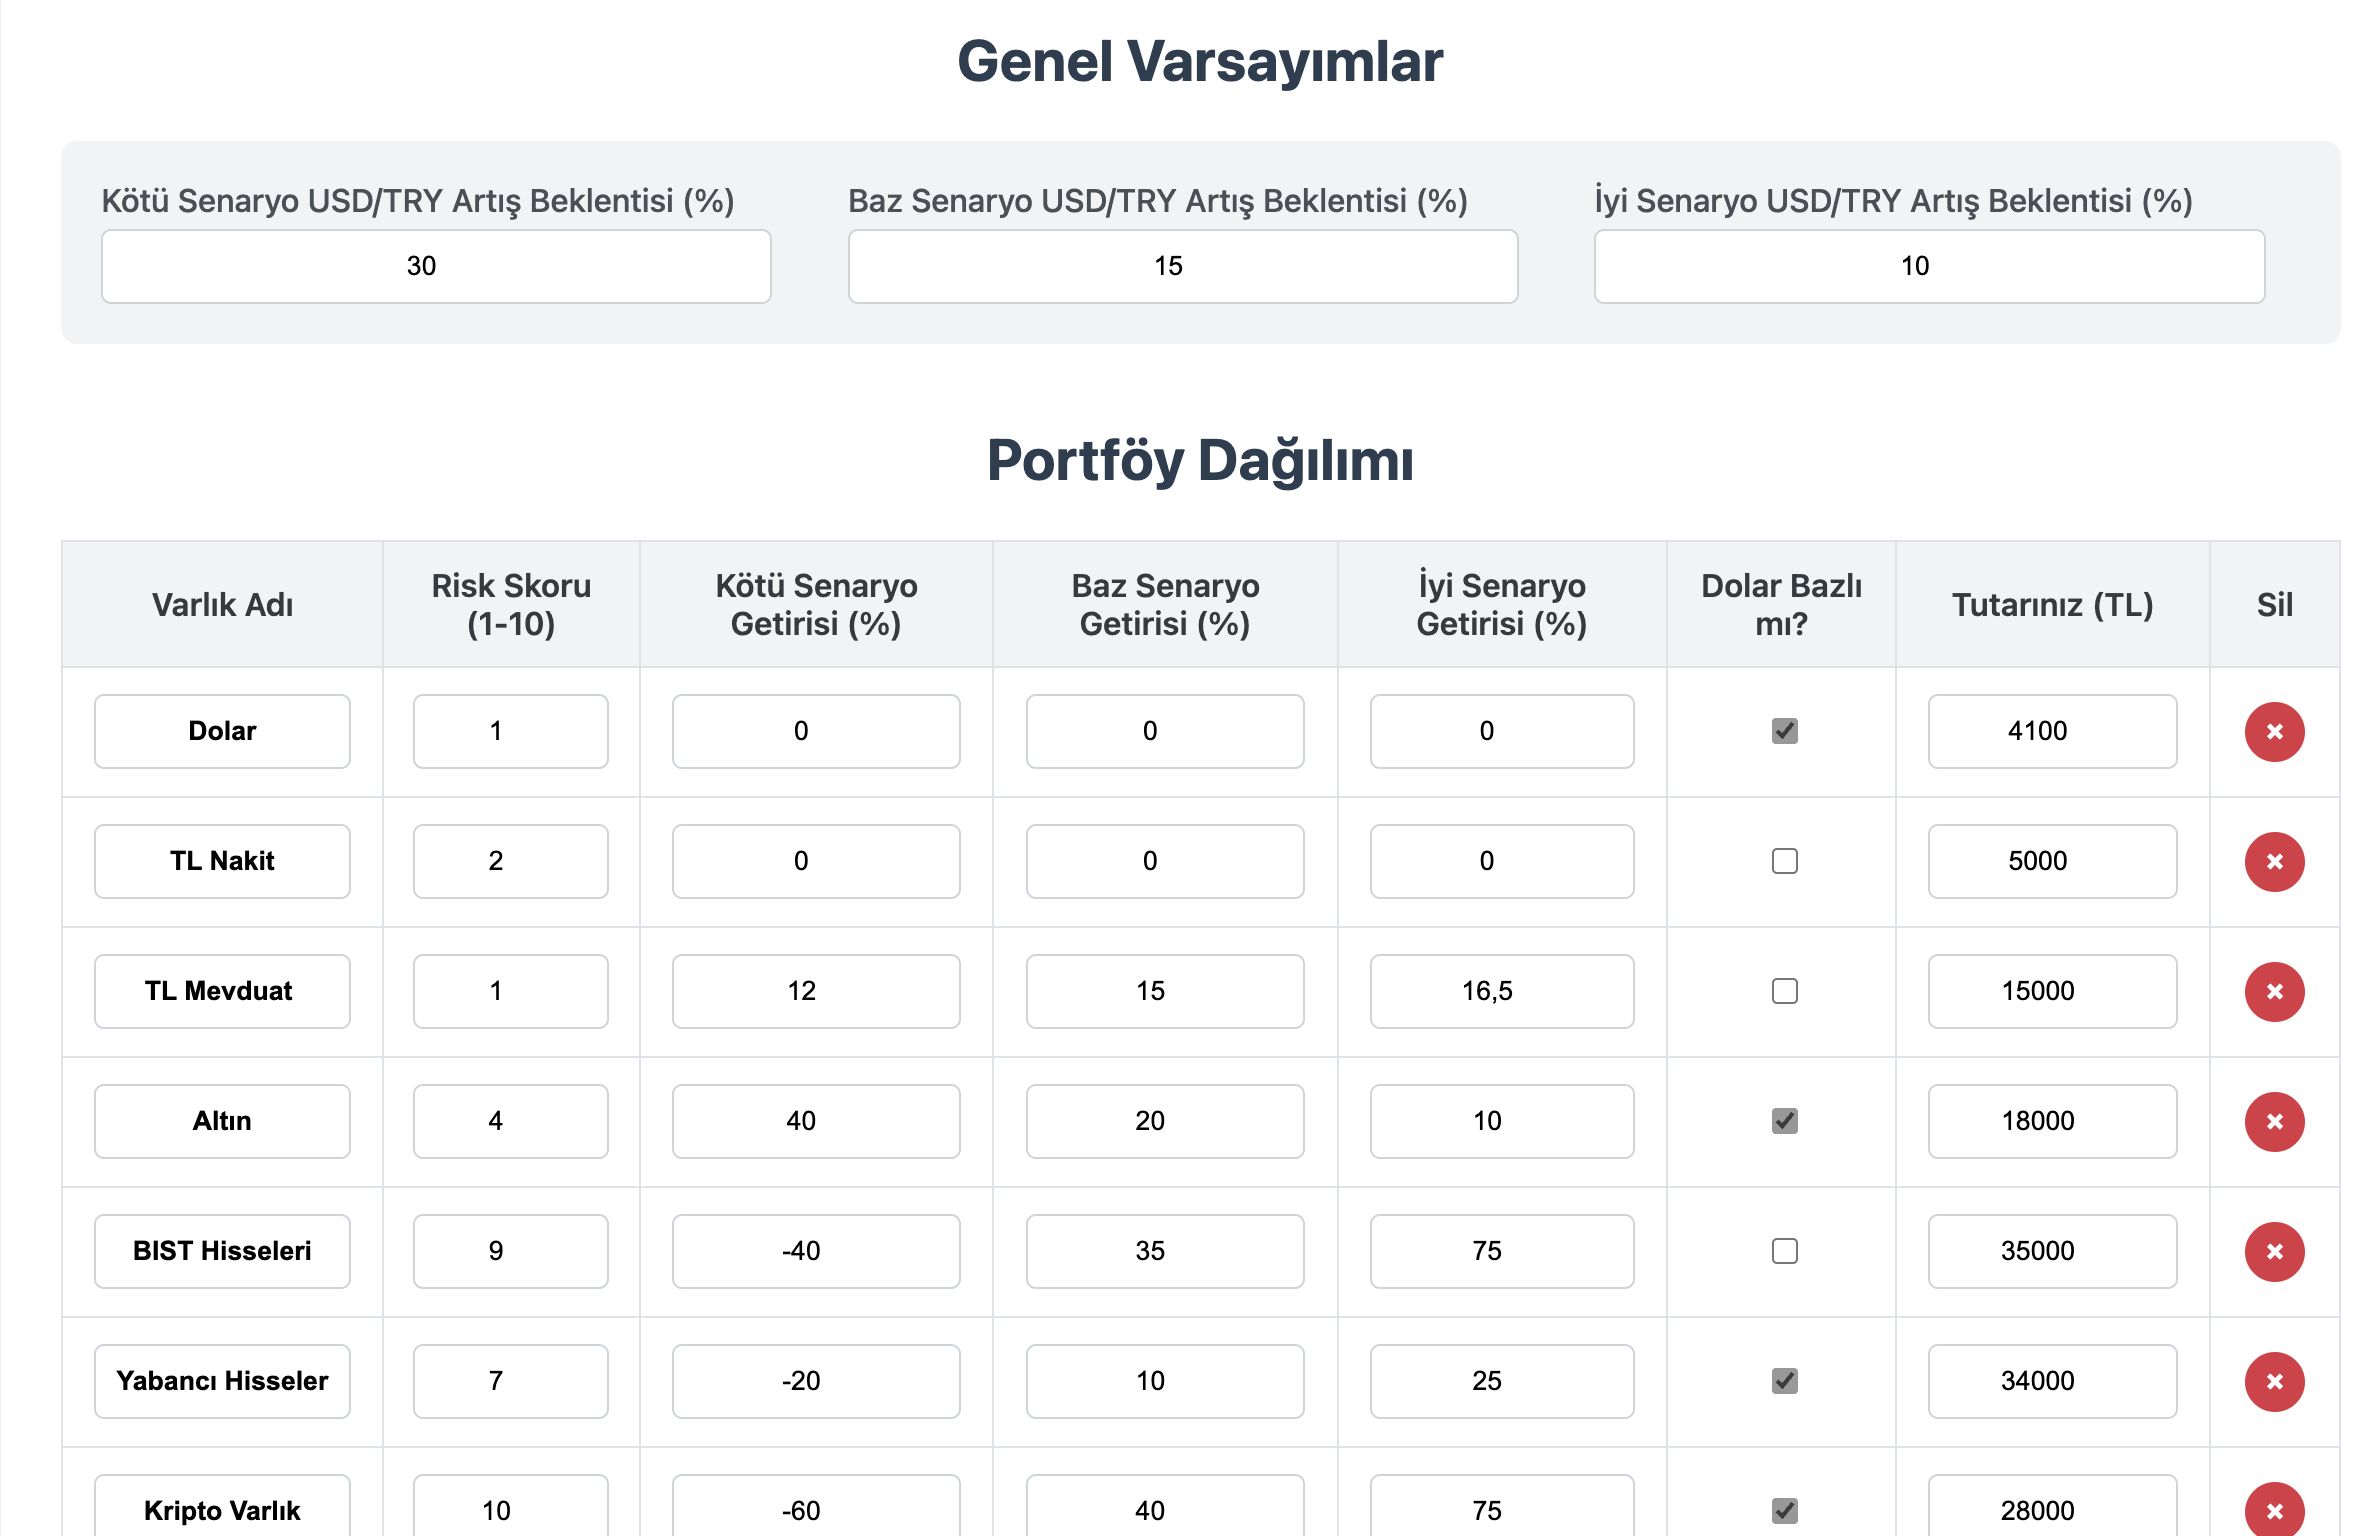 Genel Varsayımlar
Kötü Senaryo USD/TRY Artış Beklentisi (%)
Baz Senaryo USD/TRY Artış Beklentisi (%)
İyi Senaryo USD/TRY Artış Beklentisi (%)
30
15
10
Portföy Dağılımı
Varlık Adı
Risk Skoru
(1-10)
Kötü Senaryo
Getirisi (%)
Baz Senaryo
Getirisi (%)
İyi Senaryo
Getirisi (%)
Dolar Bazlı
mı?
Tutarınız (TL)
Sil
Dolar 1 0 0 0 4100
TL Nakit 2 0 0 0 5000
TL Mevduat 1 12 15 16,5 15000
Altın 4 40 20 10 18000
BIST Hisseleri 9 -40 35 75 35000
Yabancı Hisseler 7 -20 10 25 34000
Kripto Varlık 10 -60 40 75 28000